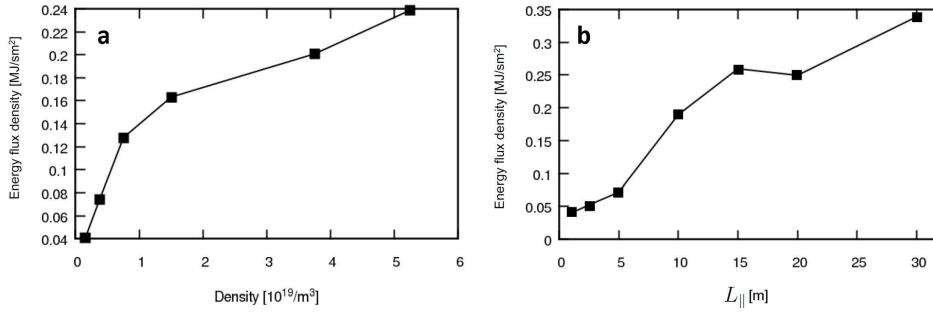 a
0.24
0.22
0.2
0.18
0.16
0.14
0.12
0.1
0.08
0.06
0.04
Energy flux density [MJ/sm²]
0 1 2 3 4 5 6
Density [10¹⁹/m³]
b
0.35
0.3
0.25
0.2
0.15
0.1
0.05
0
Energy flux density [MJ/sm²]
0 5 10 15 20 25 30
L∥ [m]